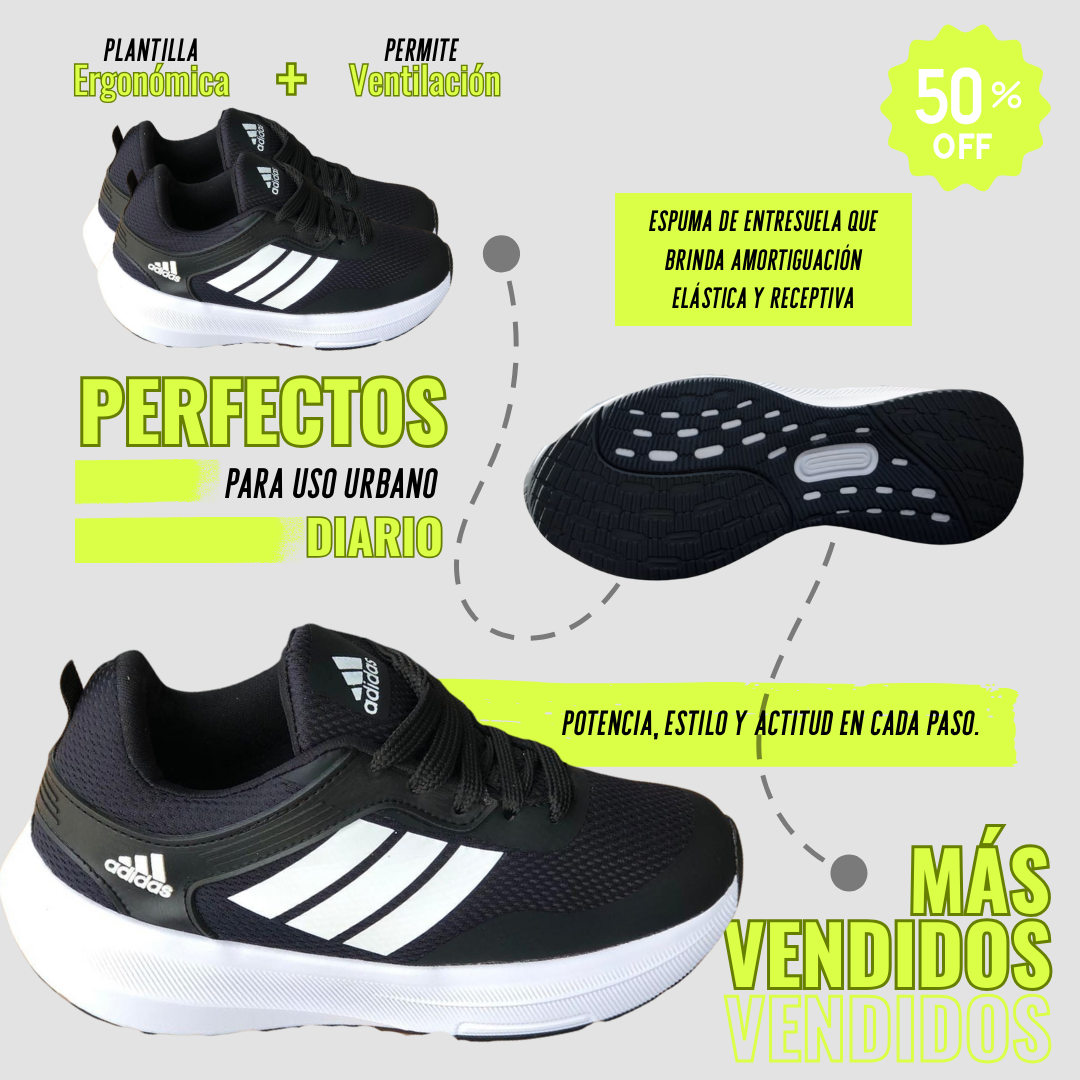 PLANTILLA
Ergonómica
+
PERMITE
Ventilación
50%
OFF
adidas
adidas
adidas
ESPUMA DE ENTRESUELA QUE
BRINDA AMORTIGUACIÓN
ELÁSTICA Y RECEPTIVA
PERFECTOS
PARA USO URBANO
DIARIO
adidas
adidas
POTENCIA, ESTILO Y ACTITUD EN CADA PASO.
MÁS
VENDIDOS
VENDIDOS